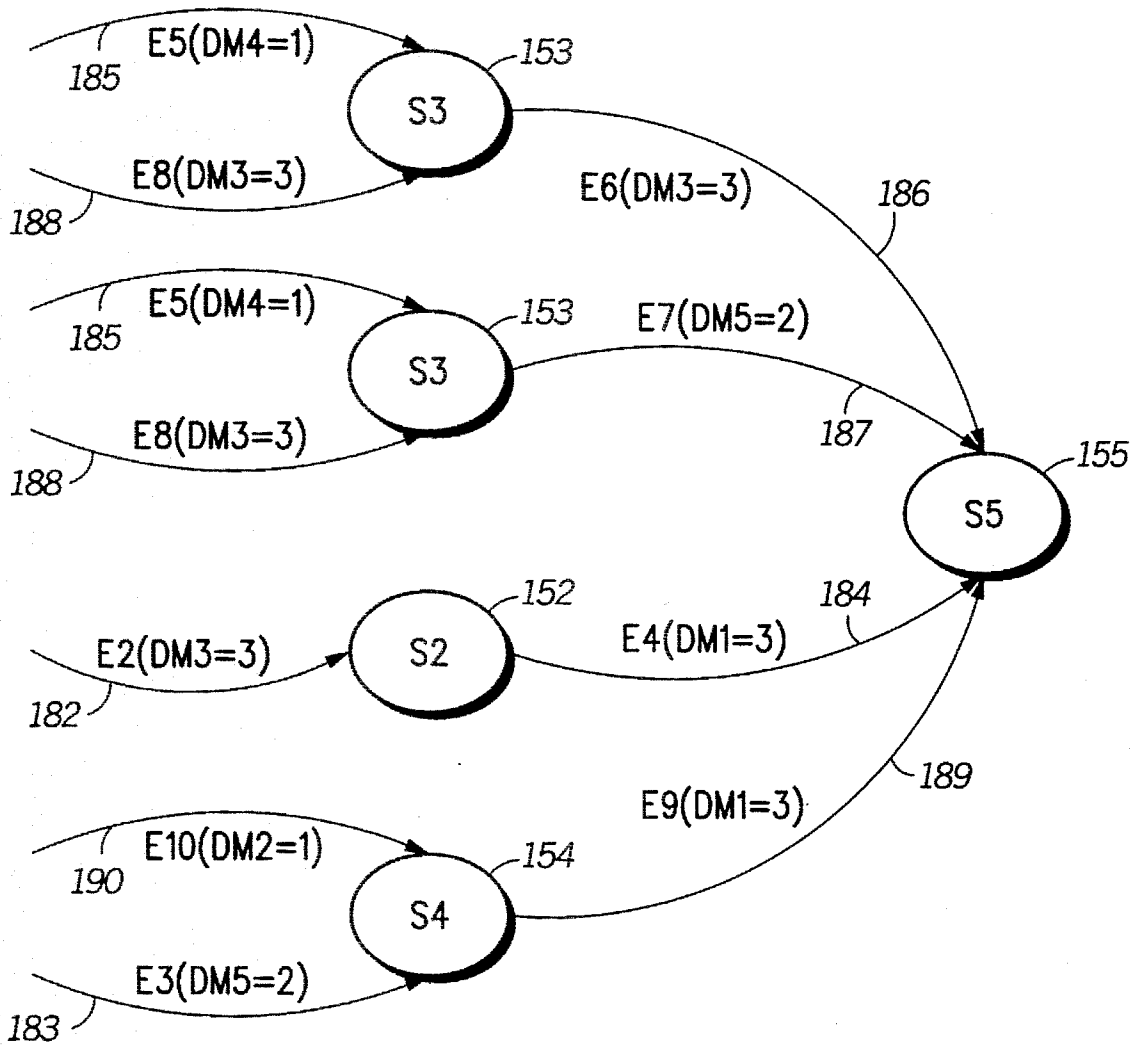 E5(DM4=1)
153
185
S3
E8(DM3=3)
E6(DM3=3)
186
188
E5(DM4=1)
153
185
E7(DM5=2)
S3
E8(DM3=3)
187
188
155
S5
152
184
E2(DM3=3)
S2
E4(DM1=3)
182
189
E9(DM1=3)
E10(DM2=1)
154
190
S4
E3(DM5=2)
183